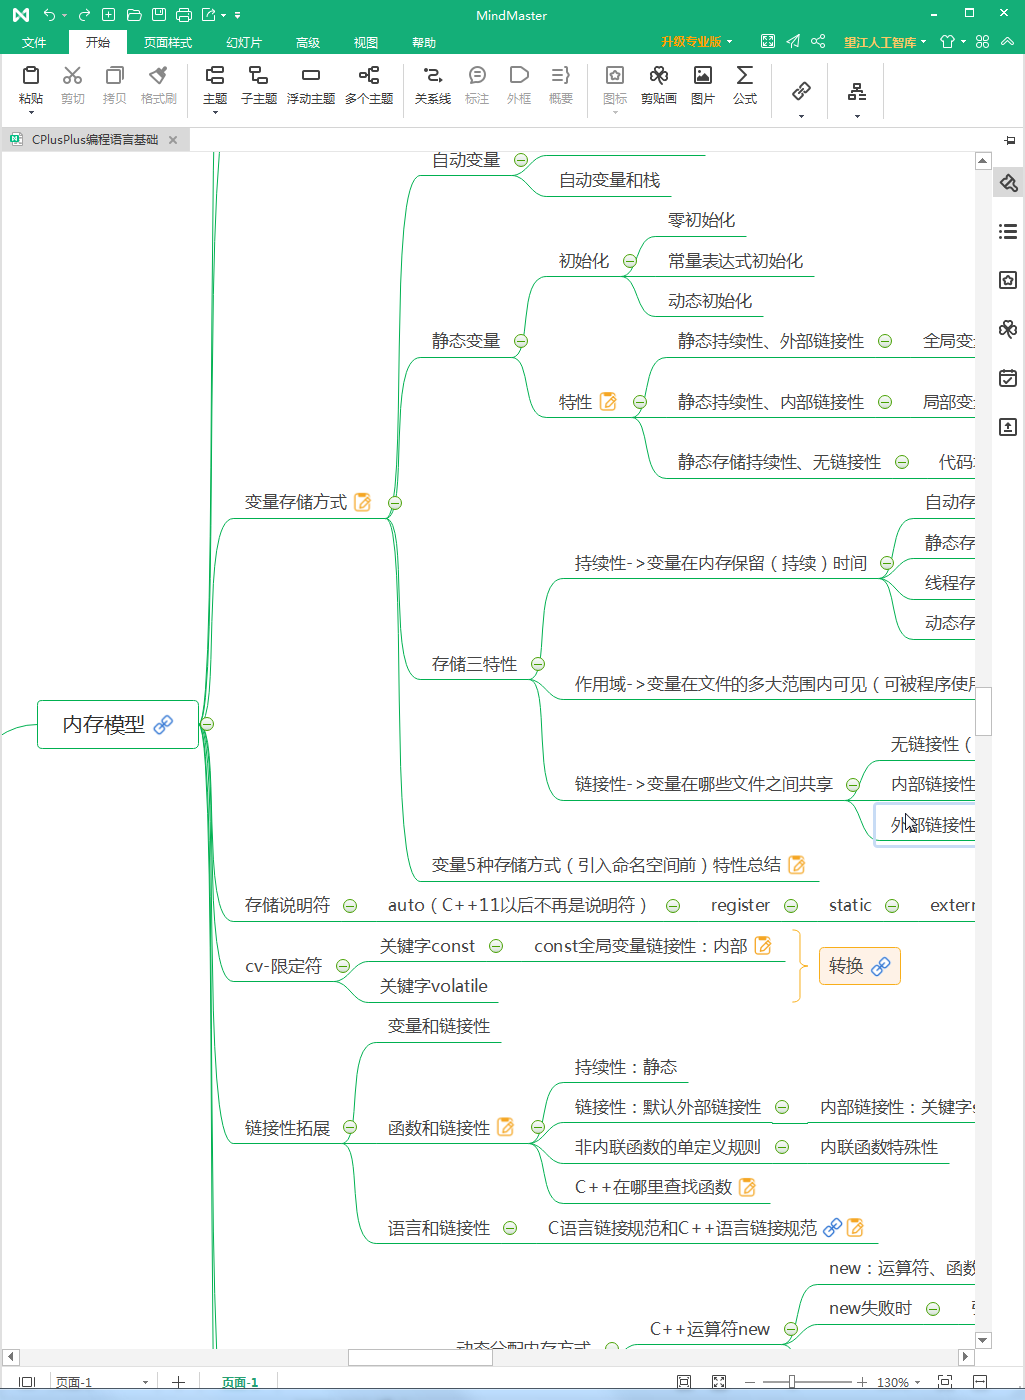 MindMaster
文件 开始 页面样式 幻灯片 高级 视图 帮助 升级专业版 望江人工智库
粘贴 剪切 拷贝 格式刷 主题 子主题 浮动主题 多个主题 关系线 标注 外框 概要 图标 剪贴画 图片 公式
CPlusPlus编程语言基础
自动变量
自动变量和栈
零初始化
初始化
常量表达式初始化
动态初始化
静态变量
静态持续性、外部链接性 全局变
特性
静态持续性、内部链接性 局部变
静态存储持续性、无链接性 代码
变量存储方式
自动存
静态存
持续性->变量在内存保留（持续）时间
线程存
动态存
存储三特性
作用域->变量在文件的多大范围内可见（可被程序使用
内存模型
无链接性（
链接性->变量在哪些文件之间共享
内部链接性
外部链接性
变量5种存储方式（引入命名空间前）特性总结
存储说明符 auto（C++11以后不再是说明符） register static extern
关键字const const全局变量链接性：内部
cv-限定符 转换
关键字volatile
变量和链接性
持续性：静态
链接性：默认外部链接性 内部链接性：关键字s
链接性拓展 函数和链接性
非内联函数的单定义规则 内联函数特殊性
C++在哪里查找函数
语言和链接性 C语言链接规范和C++语言链接规范
new：运算符、函数
new失败时
C++运算符new
动态分配内存方式
页面-1 页面-1 130%